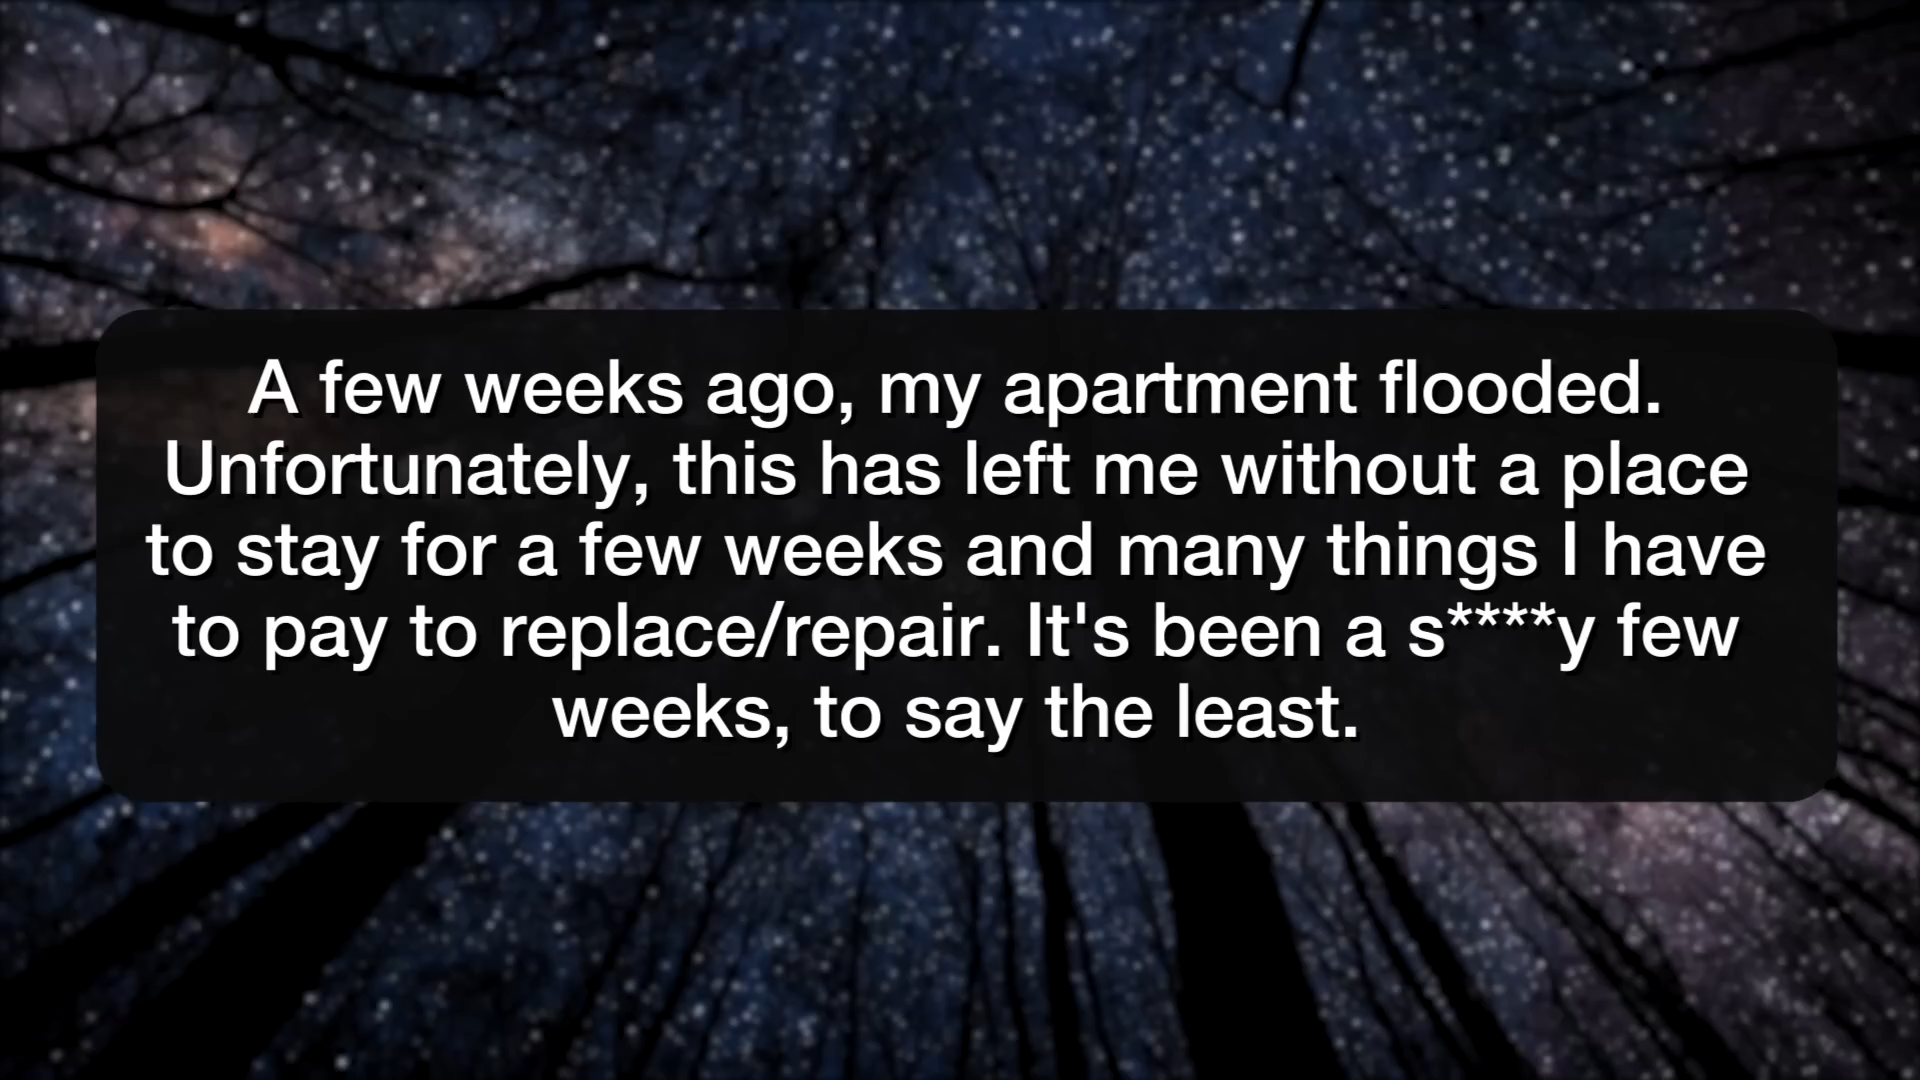 A few weeks ago, my apartment flooded.
Unfortunately, this has left me without a place
to stay for a few weeks and many things I have
to pay to replace/repair. It's been a s****y few
weeks, to say the least.